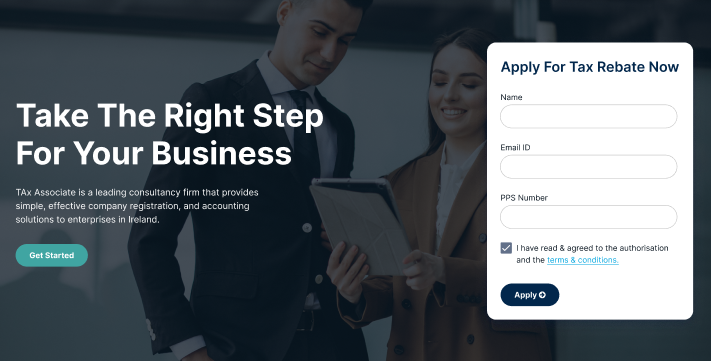 Take The Right Step
For Your Business
TAx Associate is a leading consultancy firm that provides
simple, effective company registration, and accounting
solutions to enterprises in Ireland.
Get Started
Apply For Tax Rebate Now
Name
Email ID
PPS Number
I have read & agreed to the authorisation
and the terms & conditions.
Apply